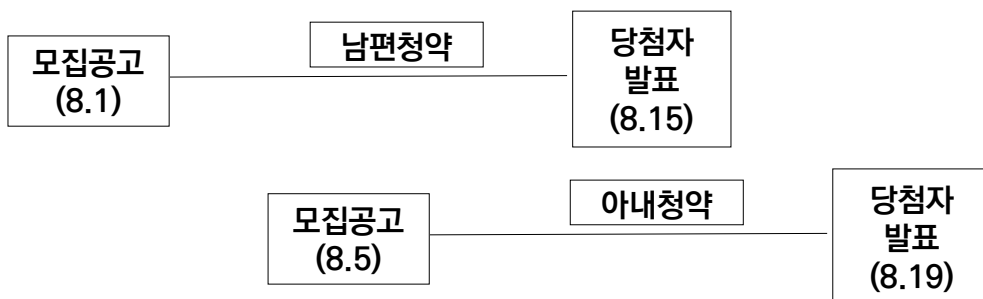 모집공고
(8.1)
남편청약
당첨자
발표
(8.15)
모집공고
(8.5)
아내청약
당첨자
발표
(8.19)